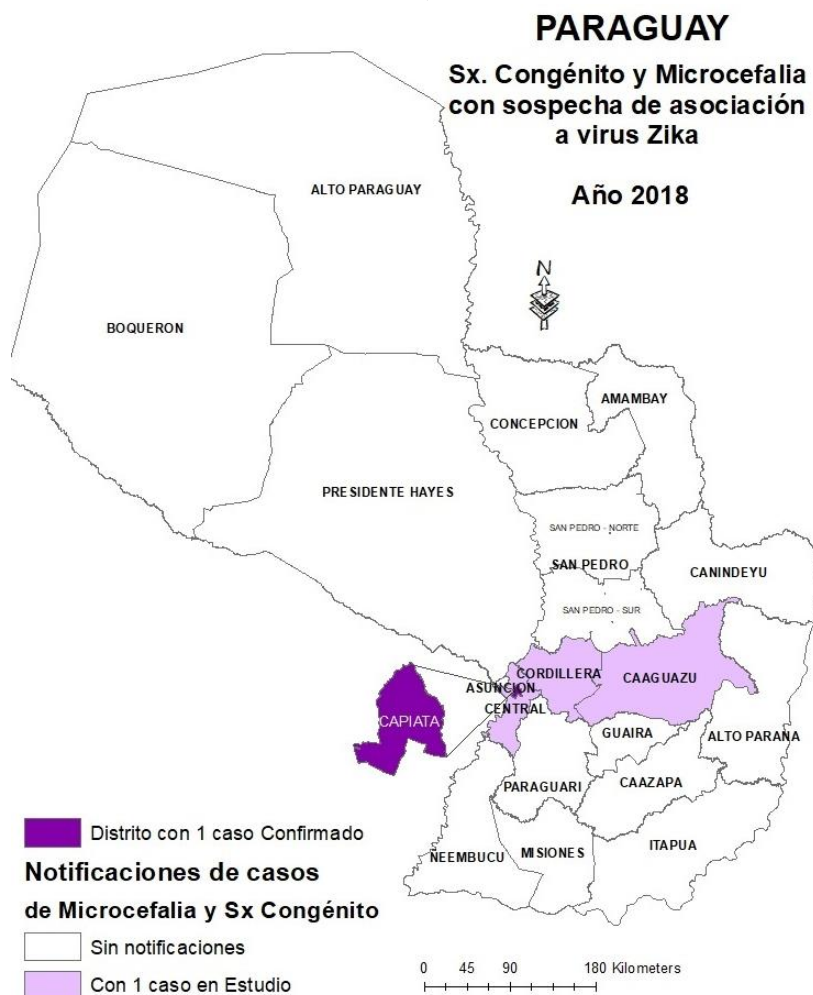 PARAGUAY
Sx. Congénito y Microcefalia
con sospecha de asociación
a virus Zika
Año 2018
ALTO PARAGUAY
N
BOQUERON
AMAMBAY
CONCEPCION
PRESIDENTE HAYES
SAN PEDRO - NORTE
SAN PEDRO
CANINDEYU
SAN PEDRO - SUR
CORDILLERA
CAAGUAZU
ASUNCION
CENTRAL
CAPIATA
GUAIRA
ALTO PARANA
PARAGUARI
CAAZAPA
ITAPUA
ÑEEMBUCU
MISIONES
Distrito con 1 caso Confirmado
Notificaciones de casos
de Microcefalia y Sx Congénito
Sin notificaciones
Con 1 caso en Estudio
0 45 90 180 Kilometers